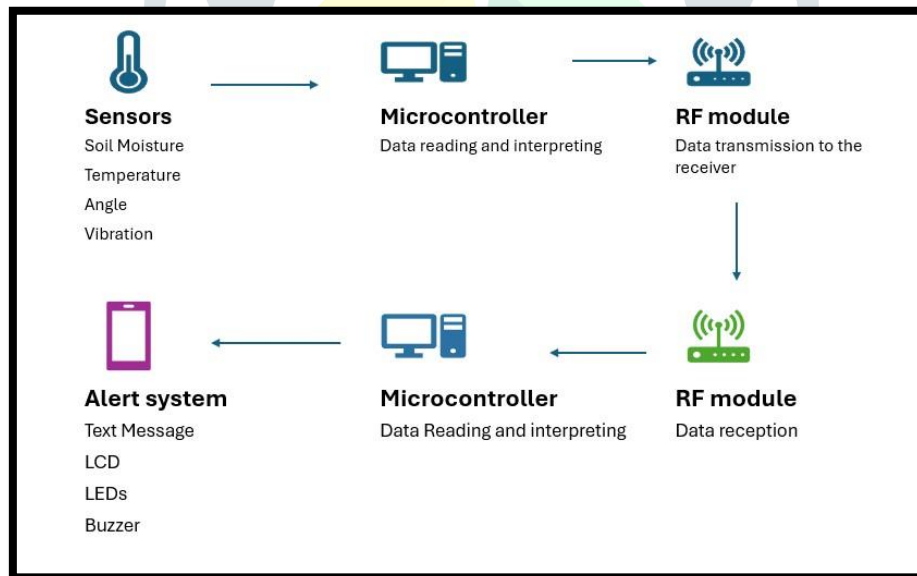 Sensors
Soil Moisture
Temperature
Angle
Vibration
Microcontroller
Data reading and interpreting
RF module
Data transmission to the
receiver
Alert system
Text Message
LCD
LEDs
Buzzer
Microcontroller
Data Reading and interpreting
RF module
Data reception